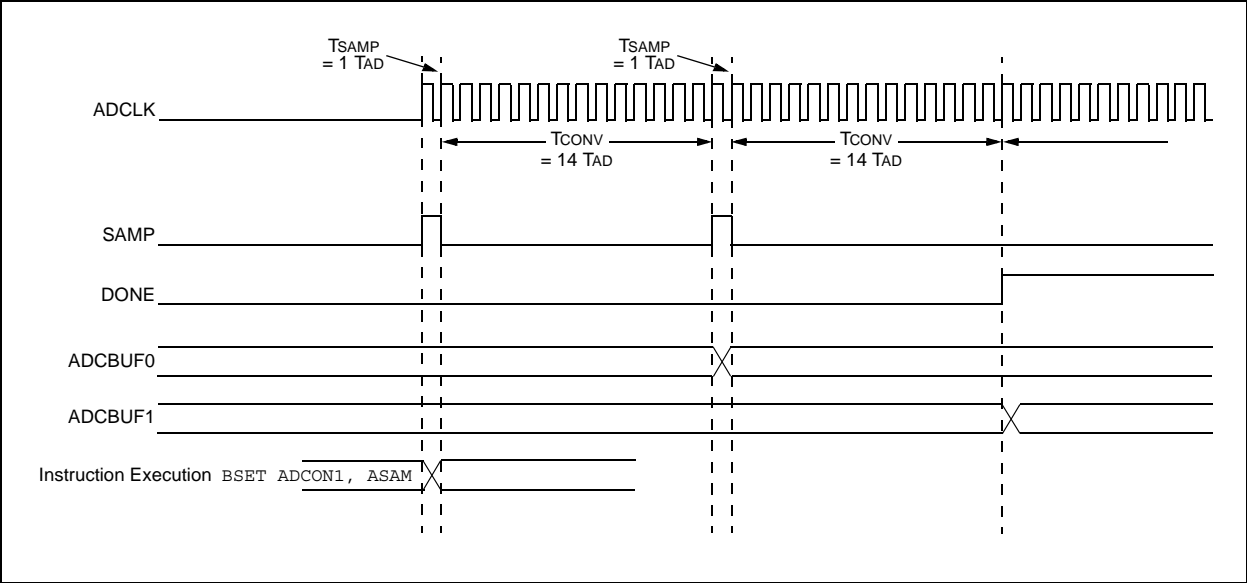 TSAMP
= 1 TAD
TSAMP
= 1 TAD
ADCLK
TCONV
= 14 TAD
TCONV
= 14 TAD
SAMP
DONE
ADCBUF0
ADCBUF1
Instruction Execution BSET ADCON1, ASAM